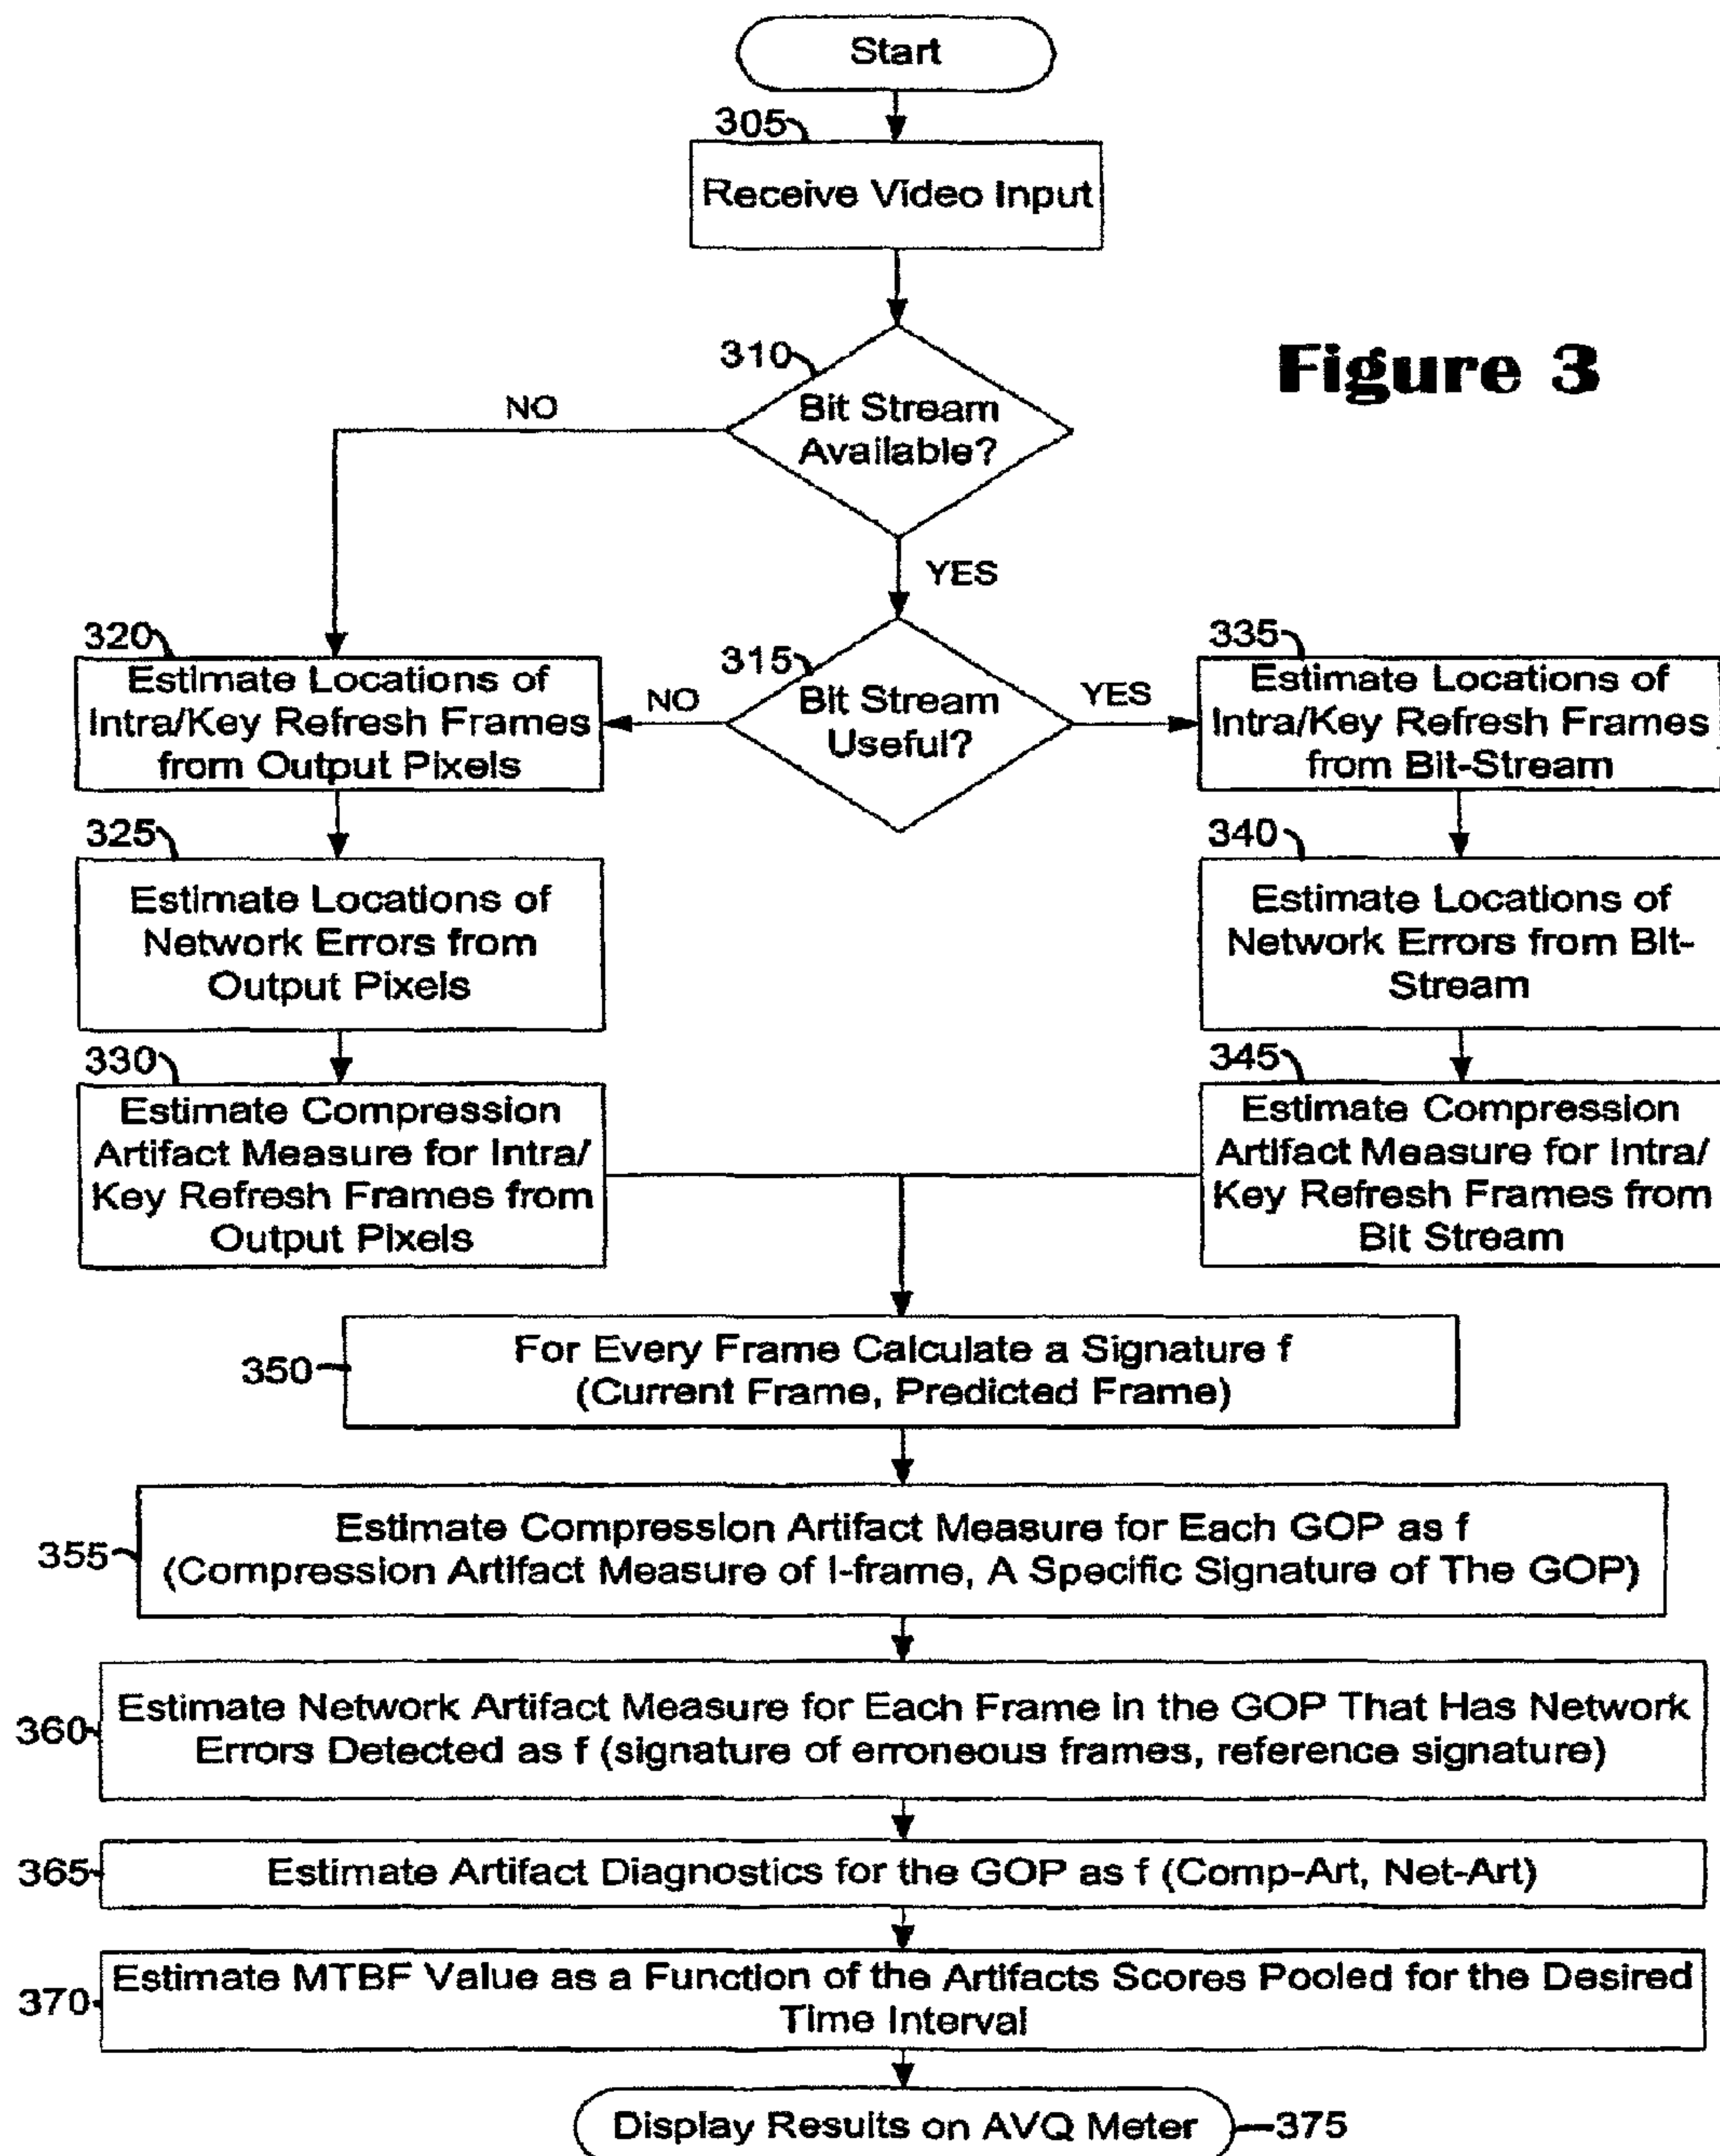 Start
305
Receive Video Input
Figure 3
310
Bit Stream
Available?
NO
YES
320
Estimate Locations of
Intra/Key Refresh Frames
from Output Pixels
315
Bit Stream
Useful?
NO
YES
335
Estimate Locations of
Intra/Key Refresh Frames
from Bit-Stream
325
Estimate Locations of
Network Errors from
Output Pixels
340
Estimate Locations of
Network Errors from Bit-
Stream
330
Estimate Compression
Artifact Measure for Intra/
Key Refresh Frames from
Output Pixels
345
Estimate Compression
Artifact Measure for Intra/
Key Refresh Frames from
Bit Stream
350
For Every Frame Calculate a Signature f
(Current Frame, Predicted Frame)
355
Estimate Compression Artifact Measure for Each GOP as f
(Compression Artifact Measure of I-frame, A Specific Signature of The GOP)
360
Estimate Network Artifact Measure for Each Frame in the GOP That Has Network
Errors Detected as f (signature of erroneous frames, reference signature)
365
Estimate Artifact Diagnostics for the GOP as f (Comp-Art, Net-Art)
370
Estimate MTBF Value as a Function of the Artifacts Scores Pooled for the Desired
Time Interval
Display Results on AVQ Meter
375